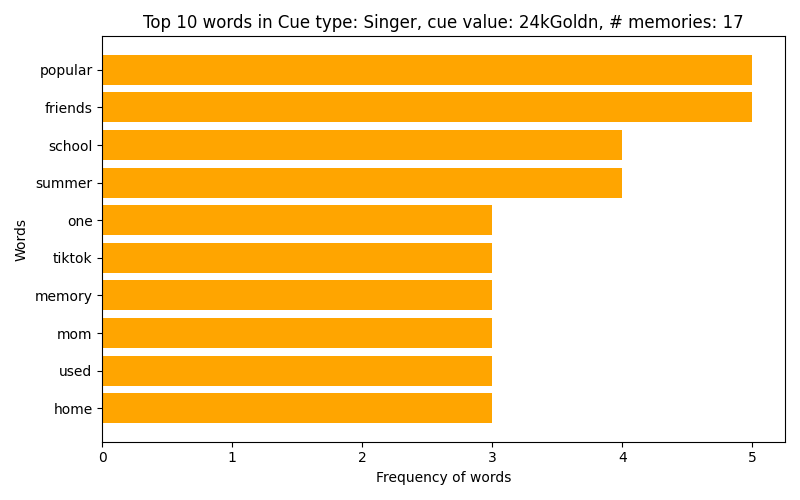 Top 10 words in Cue type: Singer, cue value: 24kGoldn, # memories: 17
popular
friends
school
summer
one
tiktok
memory
mom
used
home
Words
0 1 2 3 4 5
Frequency of words